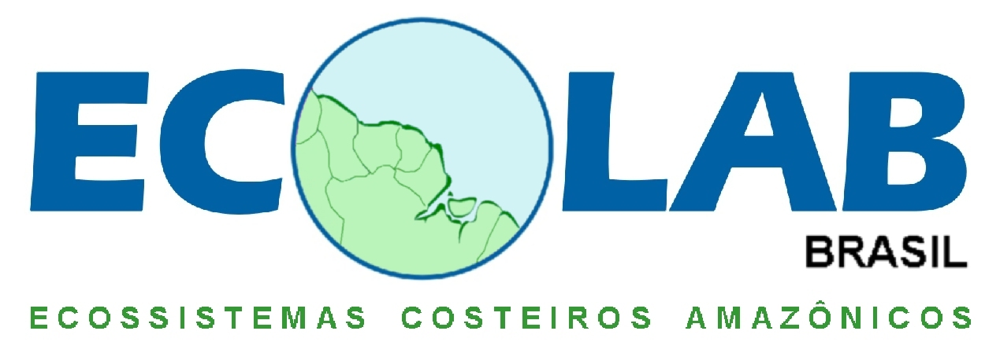 ECOLAB
BRASIL
ECOSSISTEMAS COSTEIROS AMAZÔNICOS